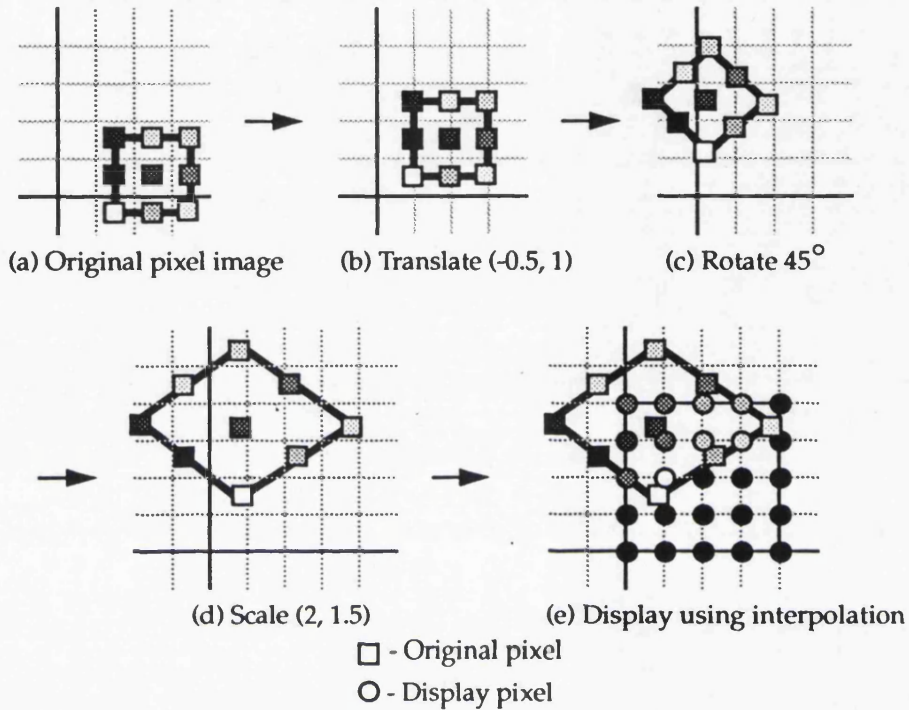 (a) Original pixel image
(b) Translate (-0.5, 1)
(c) Rotate 45°
(d) Scale (2, 1.5)
(e) Display using interpolation
- Original pixel
- Display pixel